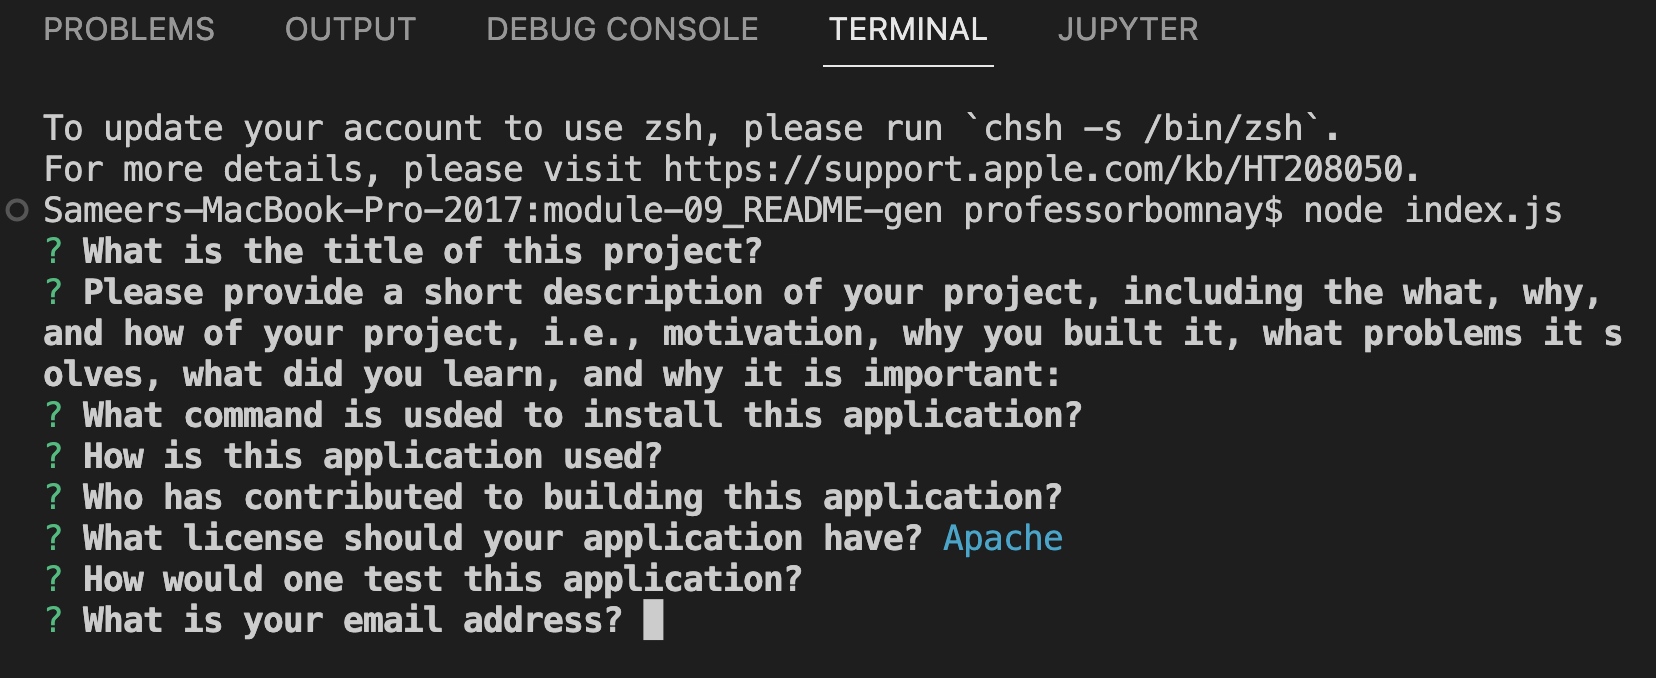 PROBLEMS OUTPUT DEBUG CONSOLE TERMINAL JUPYTER
To update your account to use zsh, please run `chsh -s /bin/zsh`.
For more details, please visit https://support.apple.com/kb/HT208050.
Sameers-MacBook-Pro-2017:module-09_README-gen professorbomnay$ node index.js
? What is the title of this project?
? Please provide a short description of your project, including the what, why,
and how of your project, i.e., motivation, why you built it, what problems it s
olves, what did you learn, and why it is important:
? What command is usded to install this application?
? How is this application used?
? Who has contributed to building this application?
? What license should your application have? Apache
? How would one test this application?
? What is your email address?